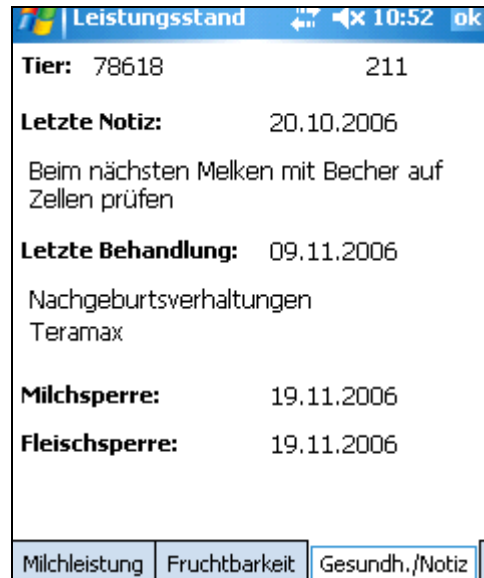 Leistungsstand 10:52 ok
Tier: 78618 211
Letzte Notiz: 20.10.2006
Beim nächsten Melken mit Becher auf
Zellen prüfen
Letzte Behandlung: 09.11.2006
Nachgeburtsverhaltungen
Teramax
Milchsperre: 19.11.2006
Fleischsperre: 19.11.2006
Milchleistung Fruchtbarkeit Gesundh./Notiz